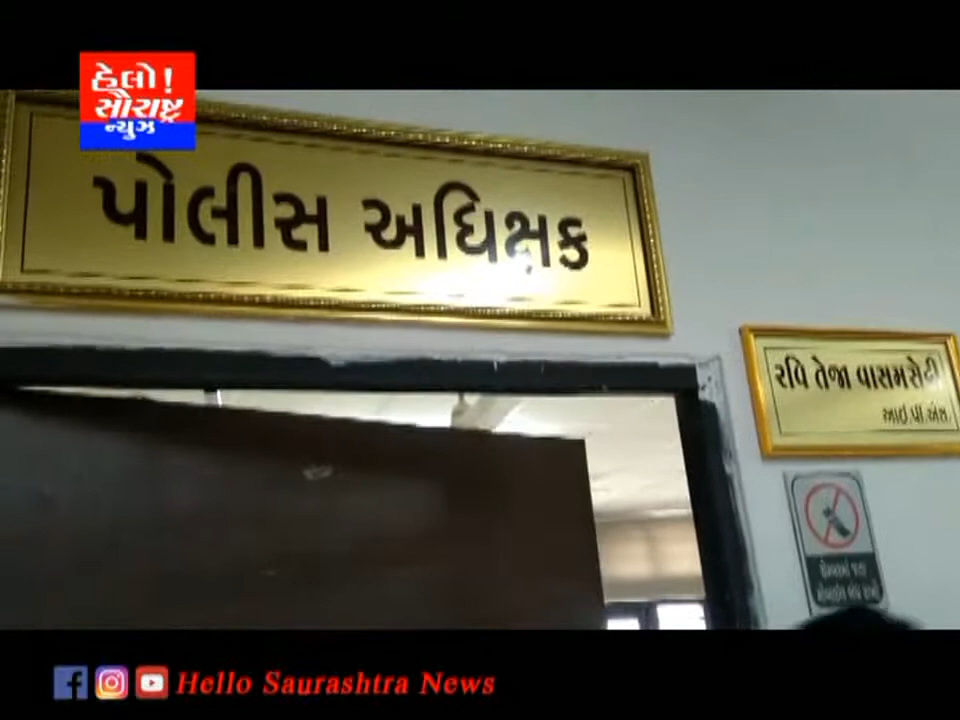 હેલો!
સૌરાષ્ટ્ર
ન્યુઝ
પોલીસ અધિક્ષક
રવિ તેજા વાસમસેટ્ટી
આઈ.પી.એસ.
Hello Saurashtra News